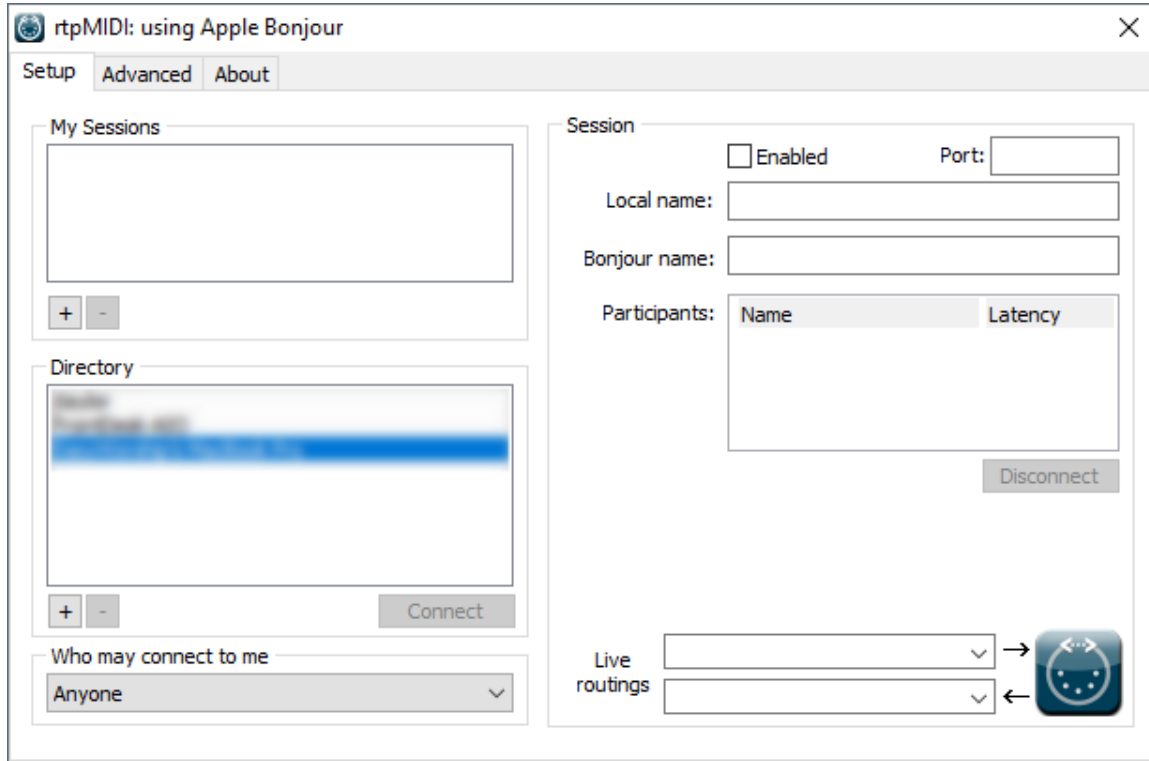 rtpMIDI: using Apple Bonjour
Setup Advanced About
My Sessions
+ -
Directory
+ - Connect
Who may connect to me
Anyone
Session
Enabled Port:
Local name:
Bonjour name:
Participants: Name Latency
Disconnect
Live
routings